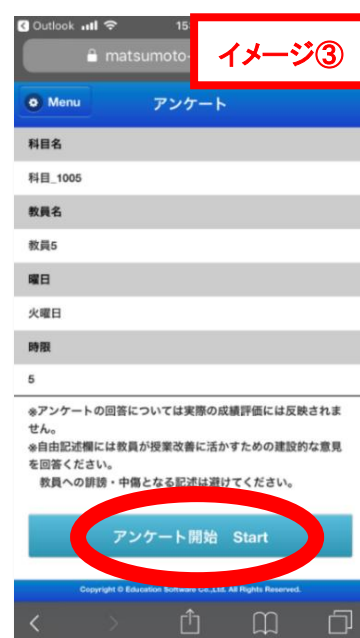 Outlook
15
イメージ③
matsumoto-
Menu
アンケート
科目名
科目_1005
教員名
教員5
曜日
火曜日
時限
5
※アンケートの回答については実際の成績評価には反映されま
せん。
※自由記述欄には教員が授業改善に活かすための建設的な意見
を回答ください。
教員への誹謗・中傷となる記述は避けてください。
アンケート開始 Start
Copyright © Education Software Co.,Ltd. All Rights Reserved.